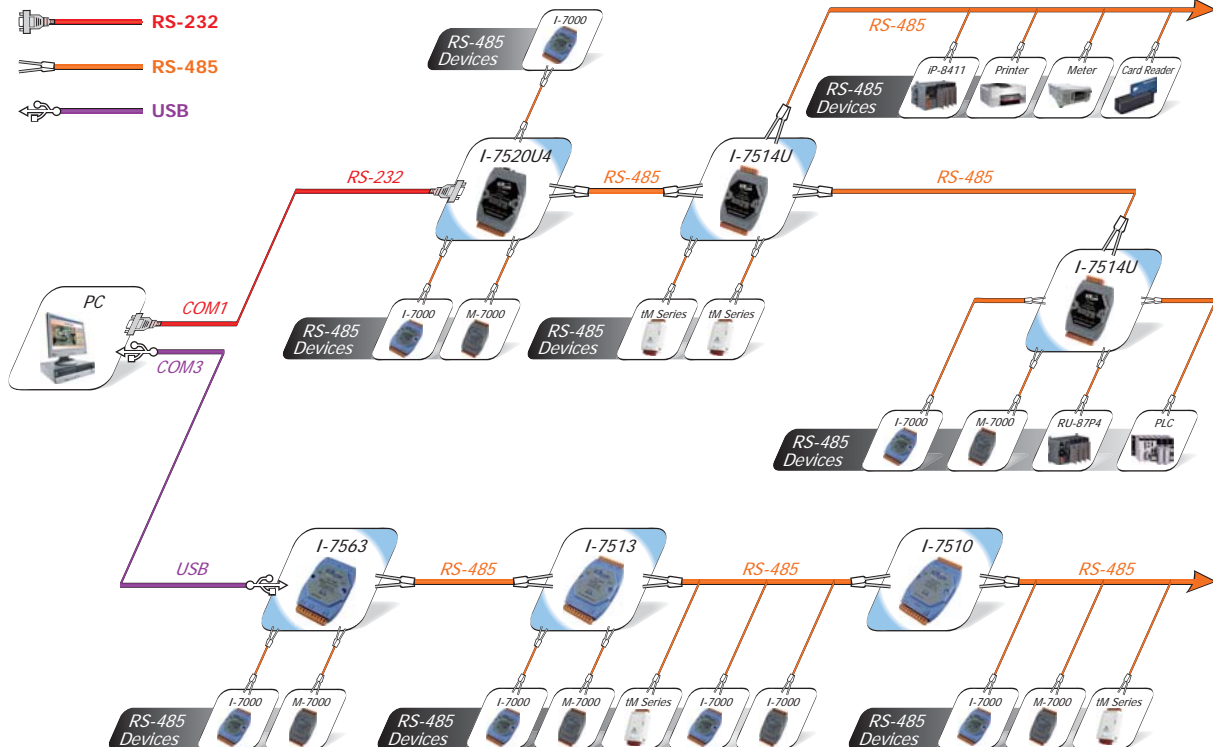 RS-232
RS-485
USB
I-7000
RS-485
Devices
RS-485
iP-8411
Printer
Meter
Card Reader
RS-485
Devices
I-7520U4
I-7514U
RS-232
RS-485
RS-485
I-7514U
PC
COM1
COM3
I-7000
M-7000
RS-485
Devices
tM Series
tM Series
RS-485
Devices
I-7000
M-7000
RU-87P4
PLC
RS-485
Devices
I-7563
I-7513
I-7510
USB
RS-485
RS-485
RS-485
I-7000
M-7000
RS-485
Devices
I-7000
M-7000
tM Series
I-7000
I-7000
RS-485
Devices
I-7000
M-7000
tM Series
RS-485
Devices